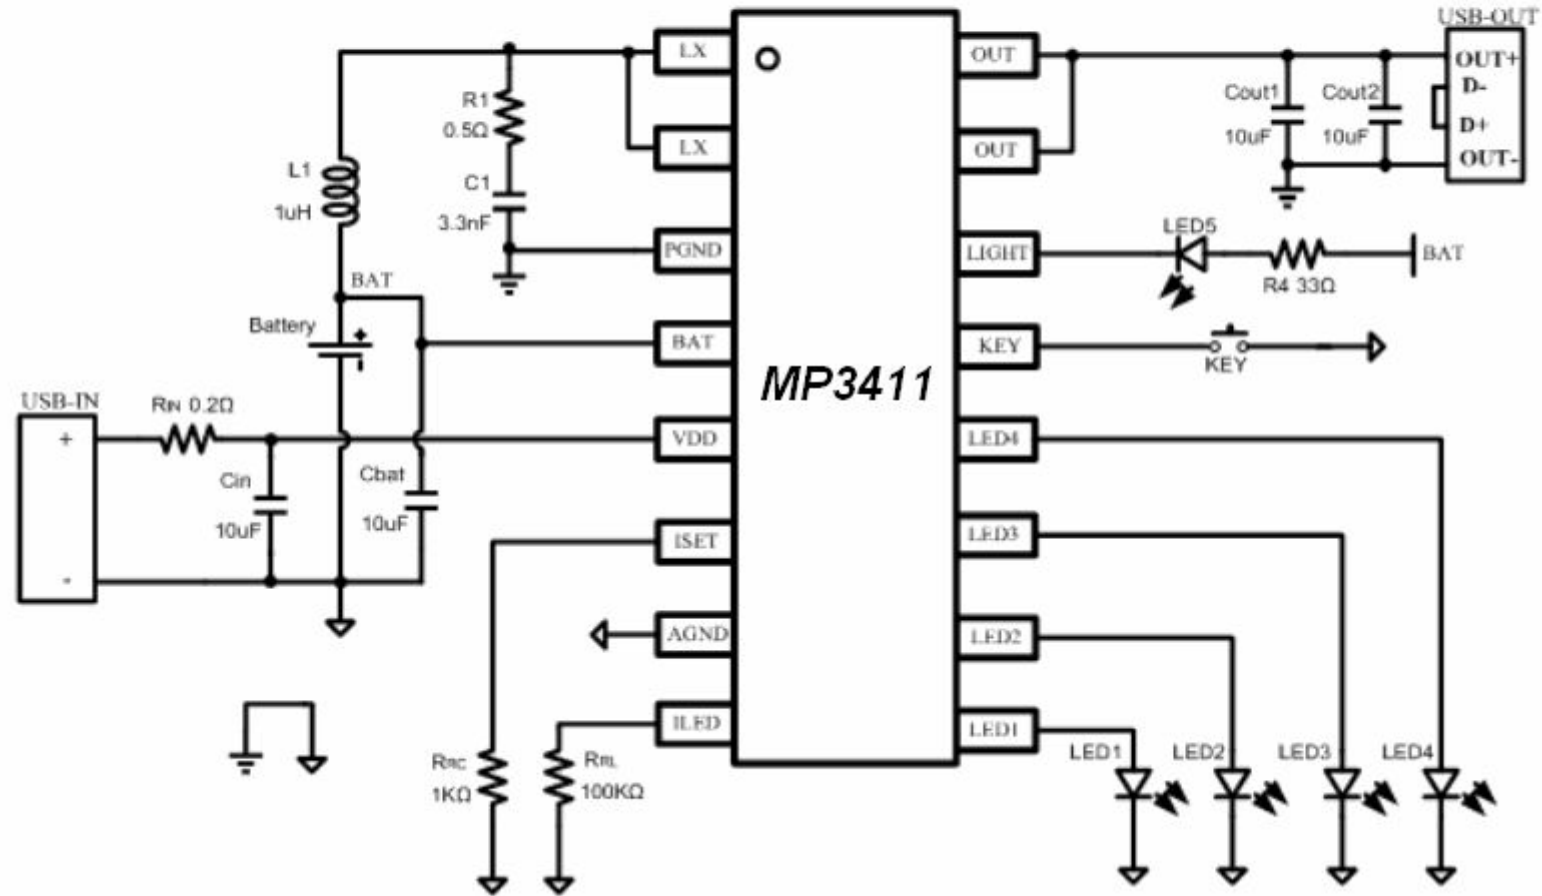 USB-OUT
LX
OUT
OUT+
D-
R1
0.5Ω
Cout1
Cout2
10uF
10uF
D+
LX
OUT
OUT-
L1
1uH
C1
3.3nF
PGND
LIGHT
LED5
R4 33Ω
BAT
BAT
Battery
+
-
BAT
KEY
KEY
MP3411
USB-IN
RIN 0.2Ω
+
VDD
LED4
Cin
10uF
Cbat
10uF
ISET
LED3
-
AGND
LED2
ILED
LED1
RRC
1KΩ
RRL
100KΩ
LED1
LED2
LED3
LED4